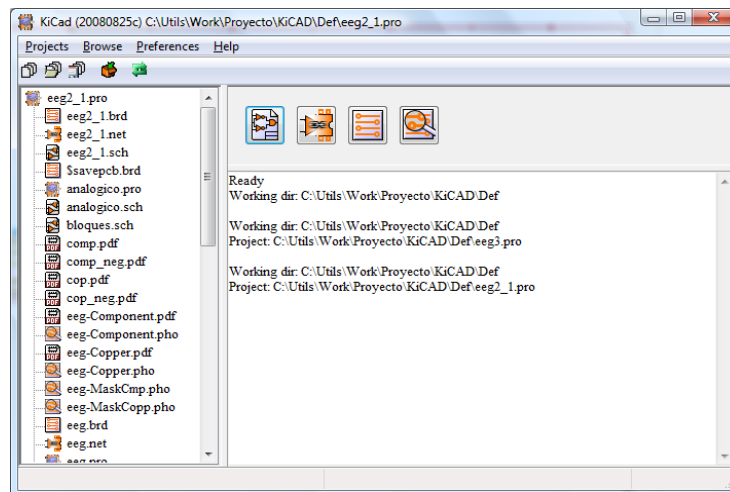 KiCad (20080825c) C:\Utils\Work\Proyecto\KiCAD\Def\eeg2_1.pro
Projects Browse Preferences Help
eeg2_1.pro
eeg2_1.brd
eeg2_1.net
eeg2_1.sch
$savepcb.brd
analogico.pro
analogico.sch
bloques.sch
comp.pdf
comp_neg.pdf
cop.pdf
cop_neg.pdf
eeg-Component.pdf
eeg-Component.pho
eeg-Copper.pdf
eeg-Copper.pho
eeg-MaskCmp.pho
eeg-MaskCopp.pho
eeg.brd
eeg.net
eeg.pro
Ready
Working dir: C:\Utils\Work\Proyecto\KiCAD\Def
Working dir: C:\Utils\Work\Proyecto\KiCAD\Def
Project: C:\Utils\Work\Proyecto\KiCAD\Def\eeg3.pro
Working dir: C:\Utils\Work\Proyecto\KiCAD\Def
Project: C:\Utils\Work\Proyecto\KiCAD\Def\eeg2_1.pro